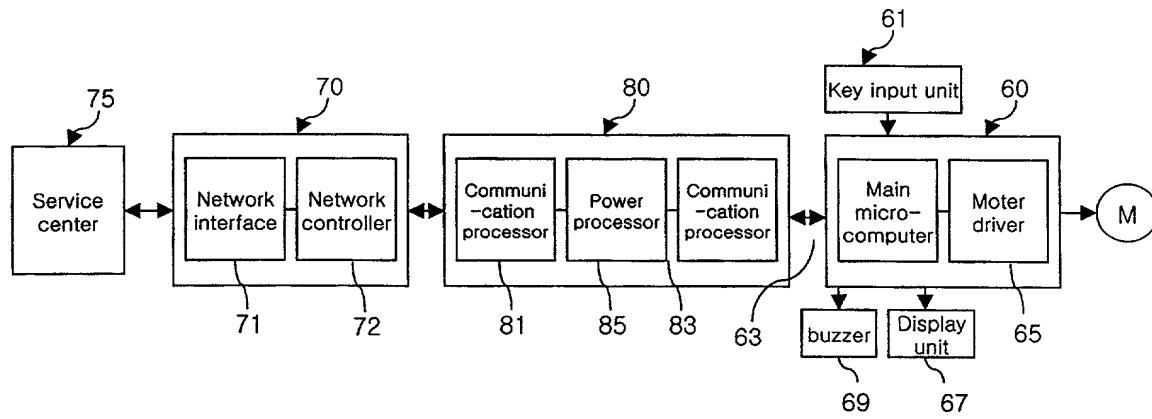 61
Key input unit
75
70
80
60
Service
center
Network
interface
Network
controller
Communi
-cation
processor
Power
processor
Communi
-cation
processor
Main
micro-
computer
Moter
driver
M
71
72
81
85
83
63
65
buzzer
Display
unit
69
67